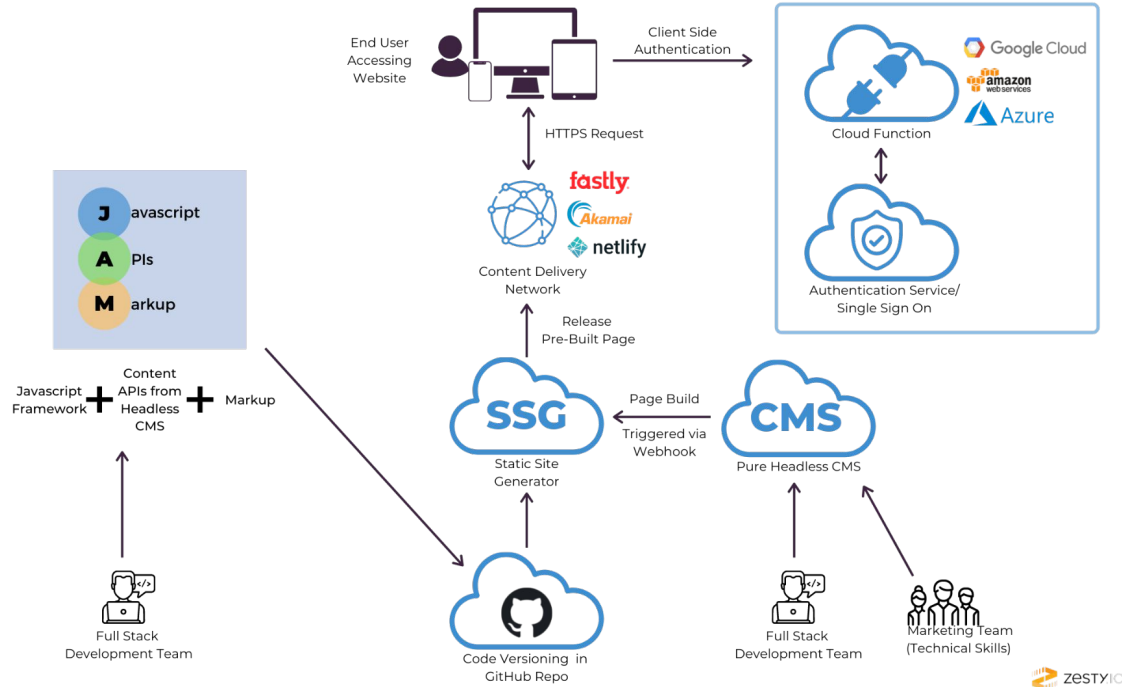 End User
Accessing
Website
Client Side
Authentication
Google Cloud
amazon
web services
Azure
Cloud Function
HTTPS Request
fastly
Akamai
netlify
Content Delivery
Network
Authentication Service/
Single Sign On
J avascript
A PIs
M arkup
Release
Pre-Built Page
Javascript
Framework
+
Content
APIs from
Headless
CMS
+
Markup
SSG
Static Site
Generator
Page Build
Triggered via
Webhook
CMS
Pure Headless CMS
</>
Full Stack
Development Team
Code Versioning in
GitHub Repo
</>
Full Stack
Development Team
Marketing Team
(Technical Skills)
ZESTYIO